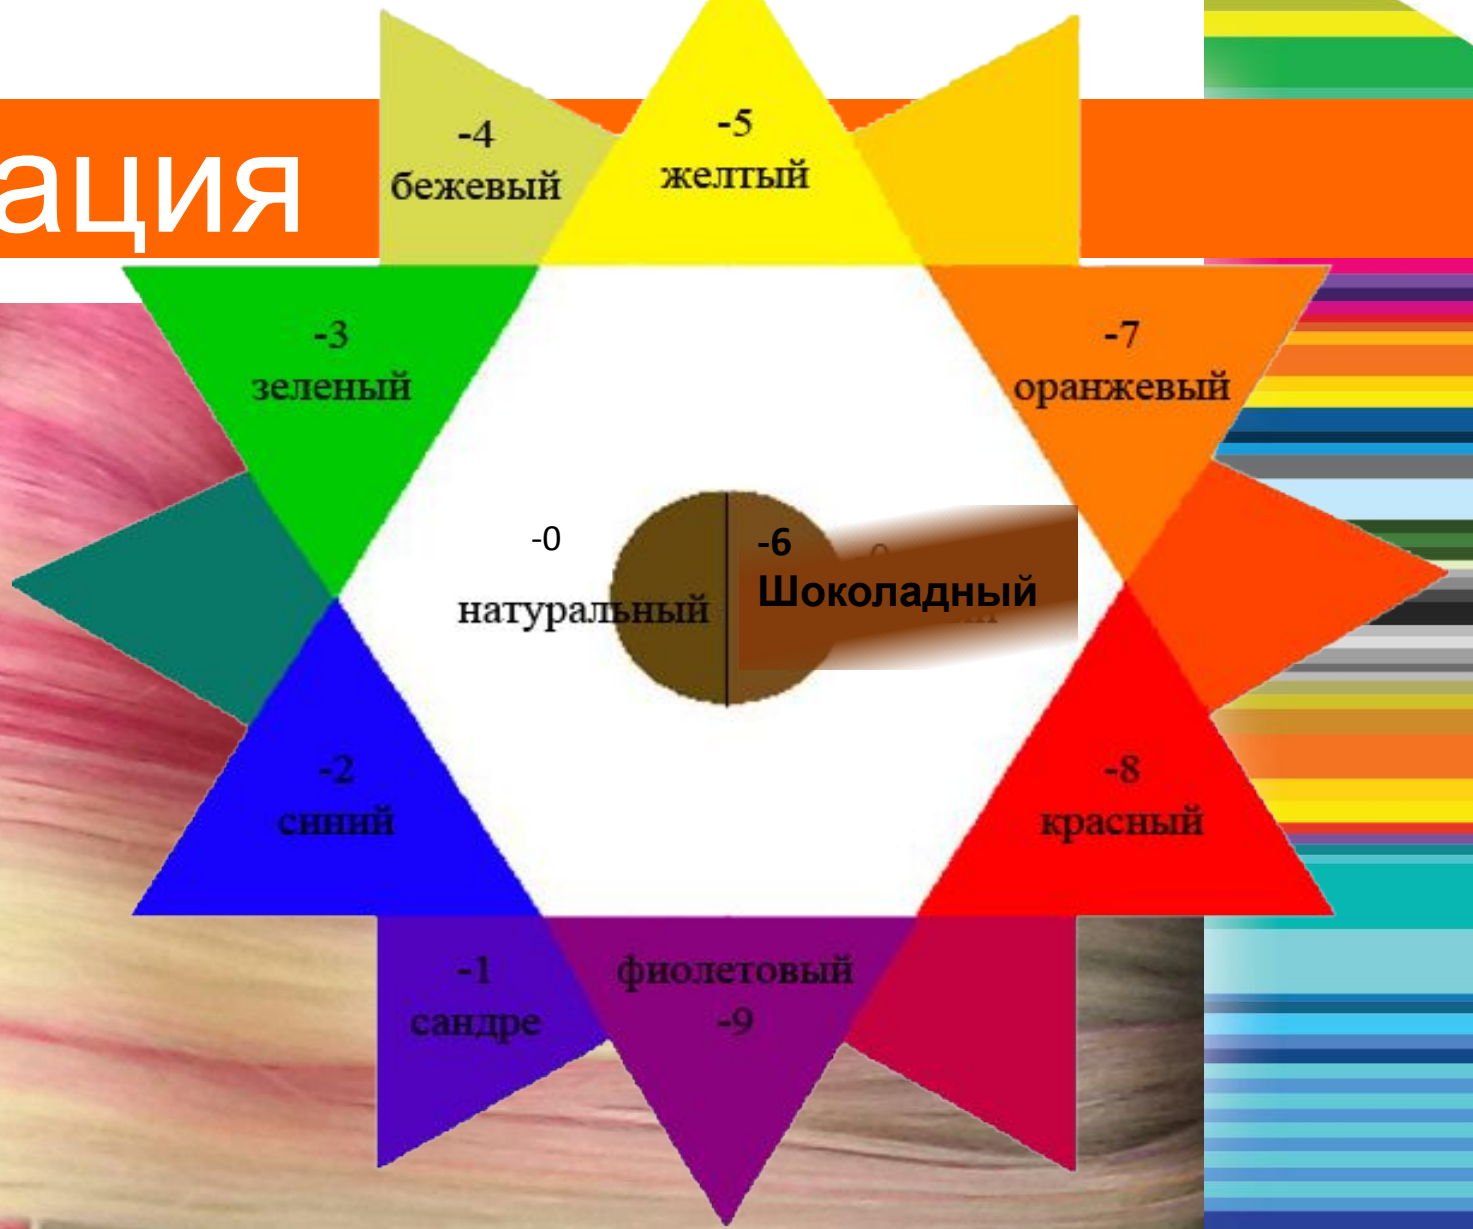 ация
-4
бежевый
-5
желтый
-3
зеленый
-7
оранжевый
-0
натуральный
-6
Шоколадный
-2
синий
-8
красный
-1
сандре
фиолетовый
-9